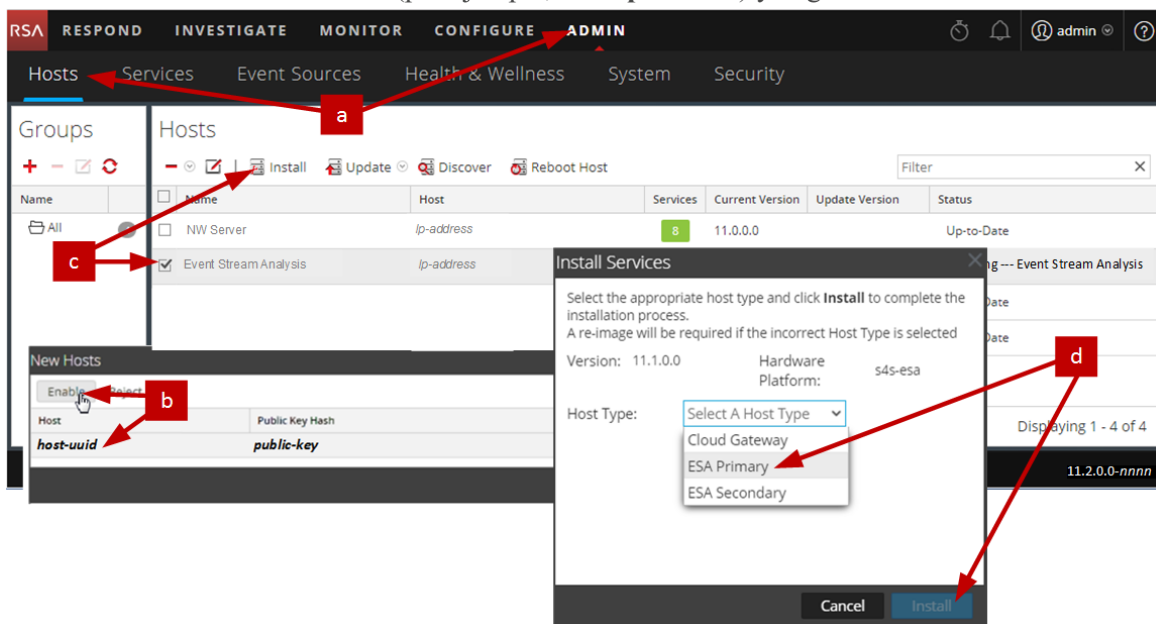 RSA RESPOND INVESTIGATE MONITOR CONFIGURE ADMIN admin ?
Hosts Services Event Sources Health & Wellness System Security
a
Groups
Hosts
Install Update Discover Reboot Host Filter
Name
Name Host Services Current Version Update Version Status
All
NW Server Ip-address 8 11.0.0.0 Up-to-Date
c
Event Stream Analysis Ip-address --- Event Stream Analysis
Install Services
Select the appropriate host type and click Install to complete the
installation process.
A re-image will be required if the incorrect Host Type is selected
Version: 11.1.0.0 Hardware
Platform: s4s-esa
d
Host Type: Select A Host Type
Cloud Gateway
ESA Primary
ESA Secondary
Cancel Install
New Hosts
Enable Reject
b
Host Public Key Hash
host-uuid public-key
Displaying 1 - 4 of 4
11.2.0.0-nnnn